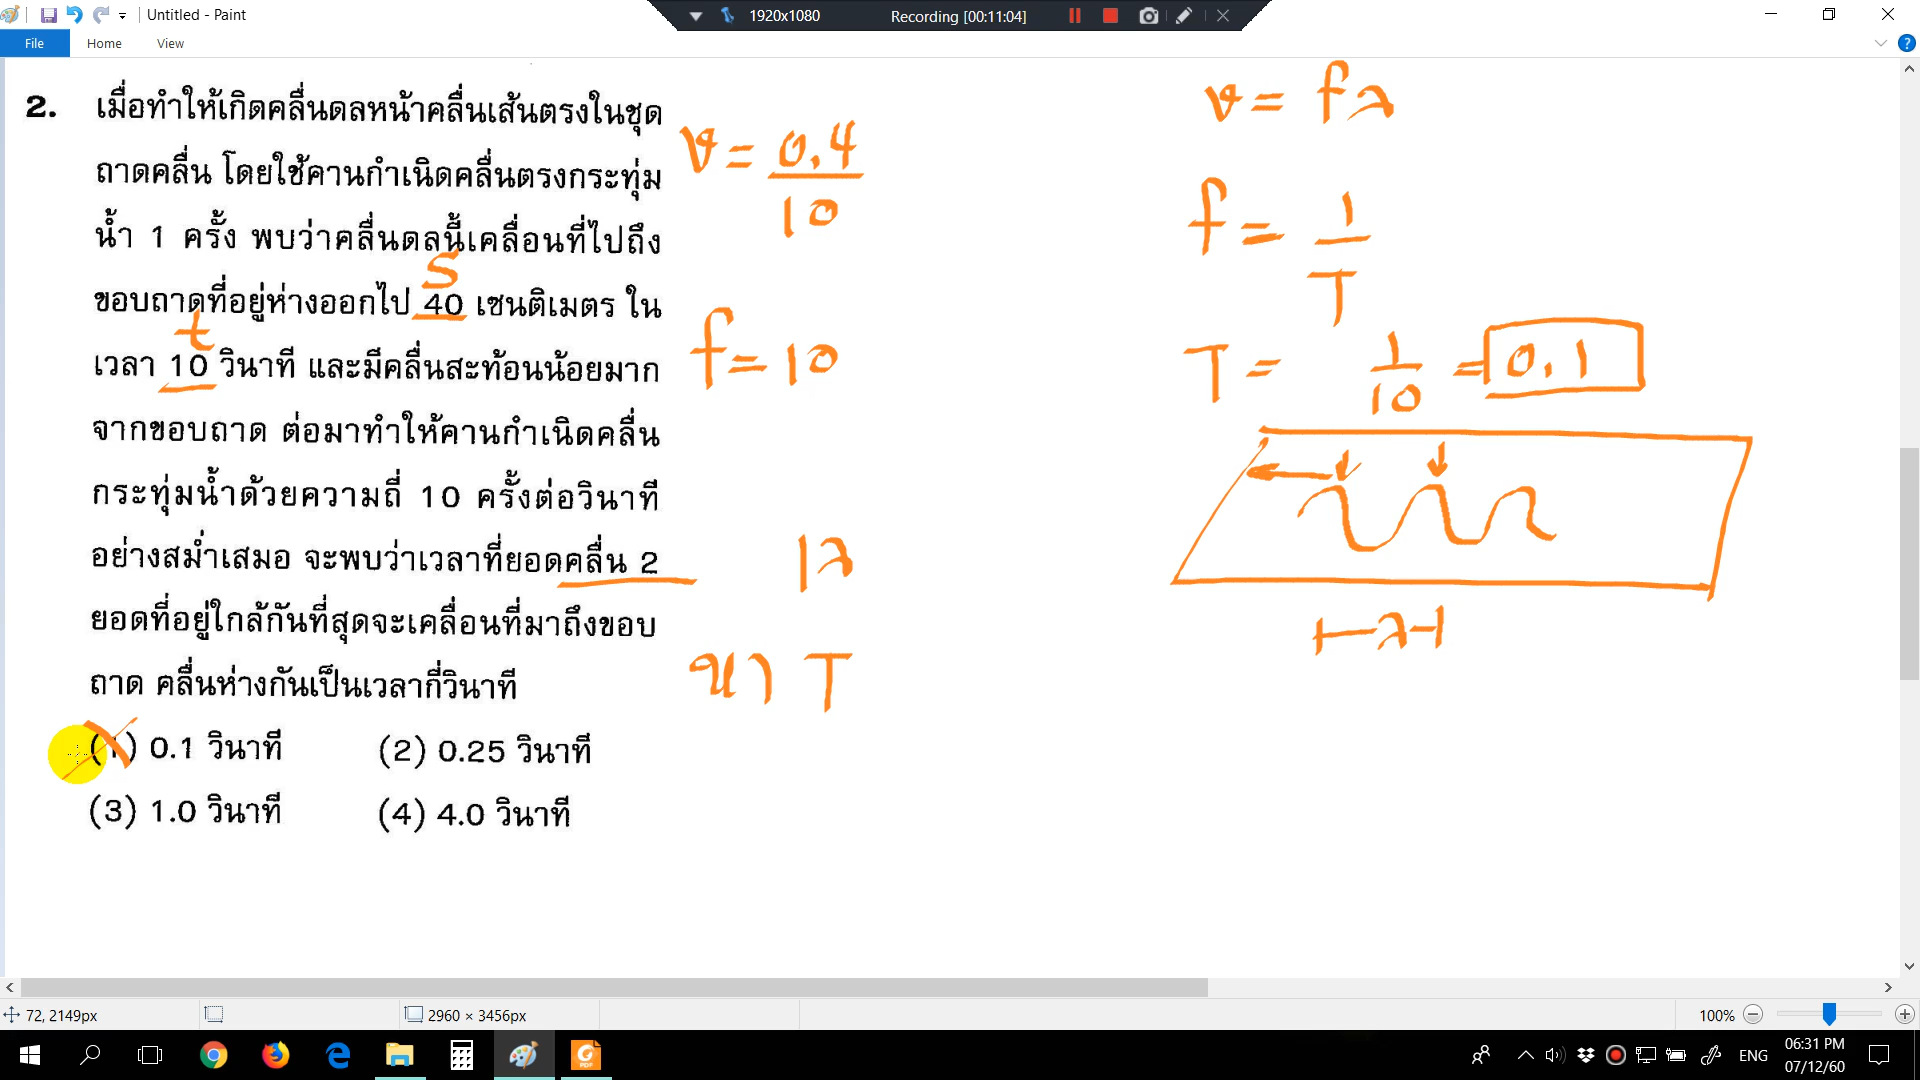 Untitled - Paint
1920x1080
Recording [00:11:04]
File Home View
2. เมื่อทำให้เกิดคลื่นดลหน้าคลื่นเส้นตรงในชุด
ถาดคลื่น โดยใช้คานกำเนิดคลื่นตรงกระทุ่ม
น้ำ 1 ครั้ง พบว่าคลื่นดลนี้เคลื่อนที่ไปถึง
ขอบถาดที่อยู่ห่างออกไป 40 เซนติเมตร ใน
เวลา 10 วินาที และมีคลื่นสะท้อนน้อยมาก
จากขอบถาด ต่อมาทำให้คานกำเนิดคลื่น
กระทุ่มน้ำด้วยความถี่ 10 ครั้งต่อวินาที
อย่างสม่ำเสมอ จะพบว่าเวลาที่ยอดคลื่น 2
ยอดที่อยู่ใกล้กันที่สุดจะเคลื่อนที่มาถึงขอบ
ถาด คลื่นห่างกันเป็นเวลากี่วินาที
(1) 0.1 วินาที (2) 0.25 วินาที
(3) 1.0 วินาที (4) 4.0 วินาที
S
t
v = 0.4
10
f = 10
1λ
หา T
v = fλ
f = 1
T
T = 1
10 = 0.1
λ
72, 2149px
2960 × 3456px
100%
ENG
06:31 PM
07/12/60